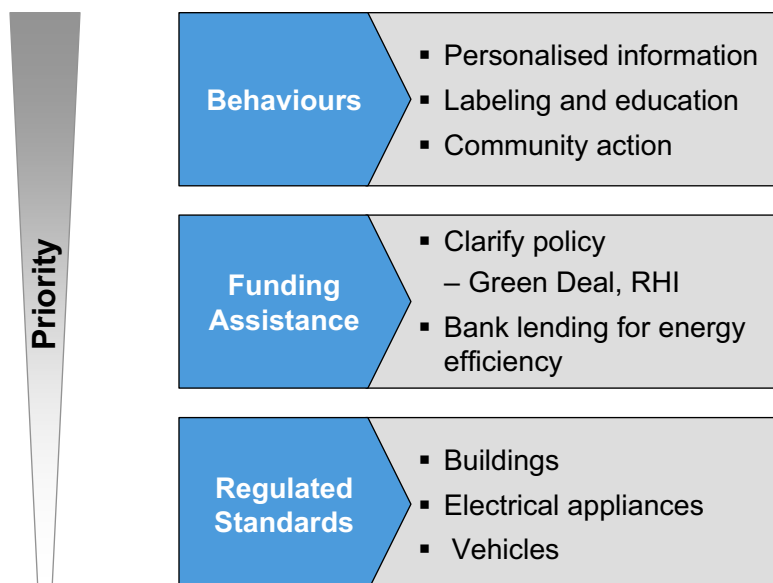 Priority
Behaviours
▪ Personalised information
▪ Labeling and education
▪ Community action
Funding
Assistance
▪ Clarify policy
– Green Deal, RHI
▪ Bank lending for energy
efficiency
Regulated
Standards
▪ Buildings
▪ Electrical appliances
▪ Vehicles